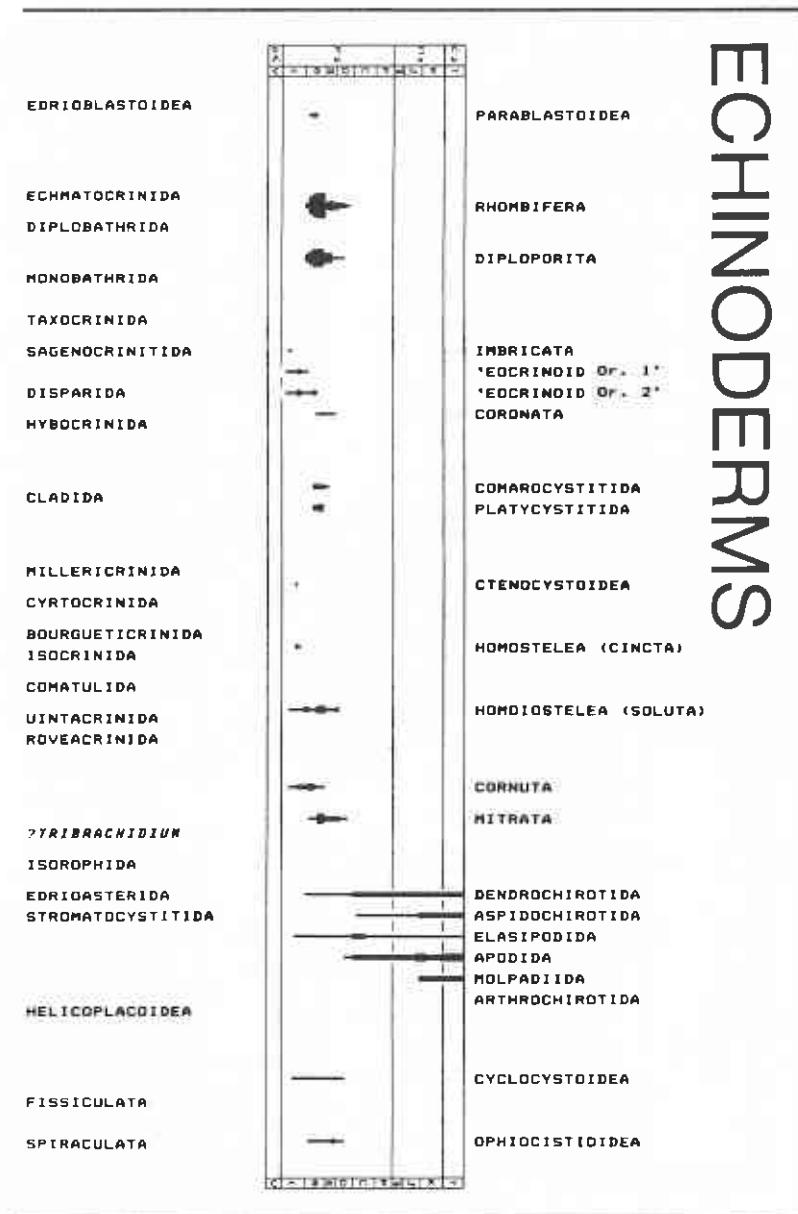 ECHINODERMS
EDRIOBLASTOIDEA
ECHMATOCRINIDA
DIPLOBATHRIDA
MONOBATHRIDA
TAXOCRINIDA
SAGENOCRINITIDA
DISPARIDA
HYBOCRINIDA
CLADIDA
MILLERICRINIDA
CYRTOCRINIDA
BOURGUETICRINIDA
ISOCRINIDA
COMATULIDA
UINTACRINIDA
ROVEACRINIDA
?TRIBRACHIDIUM
ISOROPHIDA
EDRIOASTERIDA
STROMATOCYSTITIDA
HELICOPLACOIDEA
FISSICULATA
SPIRACULATA
PARABLASTOIDEA
RHOMBIFERA
DIPLOPORITA
IMBRICATA
'EOCRINOID Or. 1'
'EOCRINOID Or. 2'
CORONATA
COMAROCYSTITIDA
PLATYCYSTITIDA
CTENOCYSTOIDEA
HOMOSTELEA (CINCTA)
HOMOIOSTELEA (SOLUTA)
CORNUTA
MITRATA
DENDROCHIROTIDA
ASPIDOCHIROTIDA
ELASIPODIDA
APODIDA
MOLPADIIDA
ARTHROCHIROTIDA
CYCLOCYSTOIDEA
OPHIOCISTIOIDEA